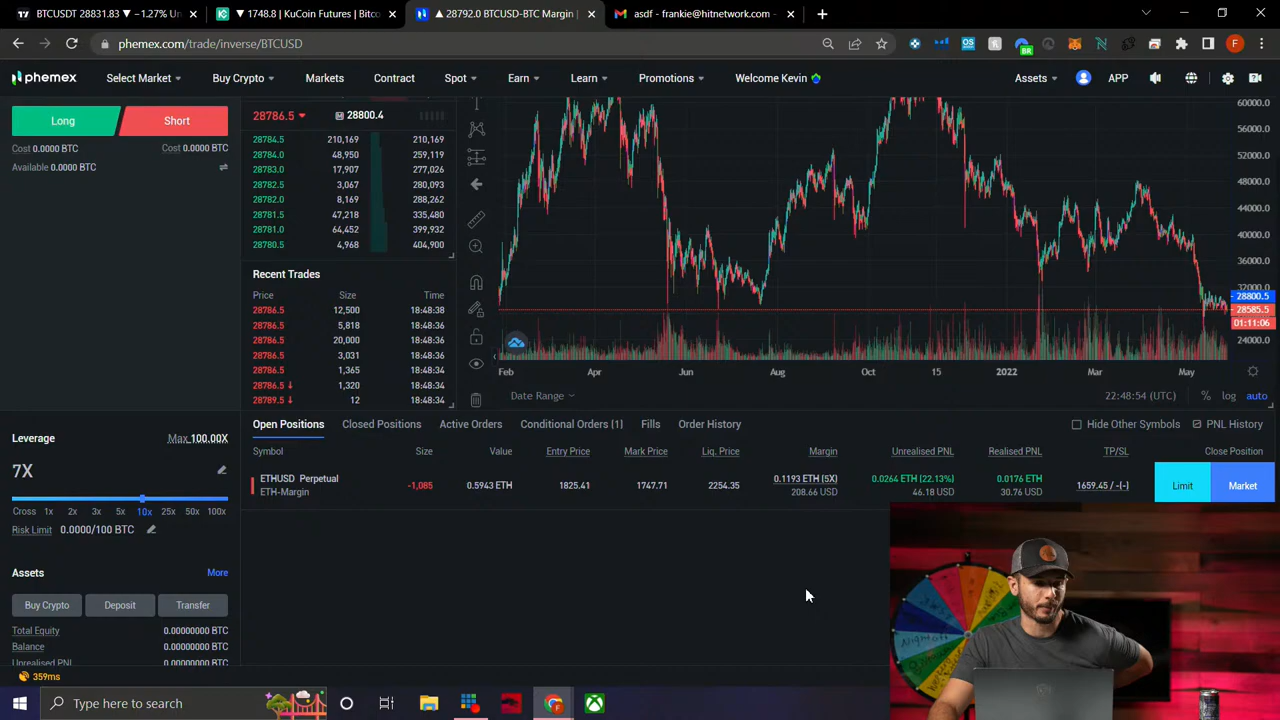 BTCUSDT 28831.83 ▼ −1.27% Un
▼ 1748.8 | KuCoin Futures | Bitco
▲ 28792.0 BTCUSD-BTC Margin |
asdf - frankie@hitnetwork.com -
phemex.com/trade/inverse/BTCUSD
OS
BR
F
phemex
Select Market
Buy Crypto
Markets
Contract
Spot
Earn
Learn
Promotions
Welcome Kevin
Assets
APP
Long
Short
Cost 0.0000 BTC
Cost 0.0000 BTC
Available 0.0000 BTC
28786.5
M 28800.4
28784.5 210,169 210,169
28784.0 48,950 259,119
28783.0 17,907 277,026
28782.5 3,067 280,093
28782.0 8,169 288,262
28781.5 47,218 335,480
28781.0 64,452 399,932
28780.5 4,968 404,900
Recent Trades
Price Size Time
28786.5 12,500 18:48:38
28786.5 5,818 18:48:36
28786.5 20,000 18:48:36
28786.5 3,031 18:48:36
28786.5 1,365 18:48:34
28786.5 ↓ 1,320 18:48:34
28789.5 ↓ 12 18:48:34
60000.0
56000.0
52000.0
48000.0
44000.0
40000.0
36000.0
32000.0
28800.5
28585.5
01:11:06
24000.0
Feb Apr Jun Aug Oct 15 2022 Mar May
Date Range
22:48:54 (UTC)
% log auto
Leverage
Max 100.00X
7X
Cross 1x 2x 3x 5x 10x 25x 50x 100x
Risk Limit 0.0000/100 BTC
Assets
More
Buy Crypto
Deposit
Transfer
Total Equity 0.00000000 BTC
Balance 0.00000000 BTC
Unrealised PNL 0.00000000 BTC
359ms
Open Positions
Closed Positions
Active Orders
Conditional Orders (1)
Fills
Order History
Hide Other Symbols
PNL History
Symbol Size Value Entry Price Mark Price Liq. Price Margin Unrealised PNL Realised PNL TP/SL Close Position
ETHUSD Perpetual -1,085 0.5943 ETH 1825.41 1747.71 2254.35 0.1193 ETH (5X) 0.0264 ETH (22.13%) 0.0176 ETH 1659.45 / -(-) Limit Market
ETH-Margin 208.66 USD 46.18 USD 30.76 USD
Type here to search